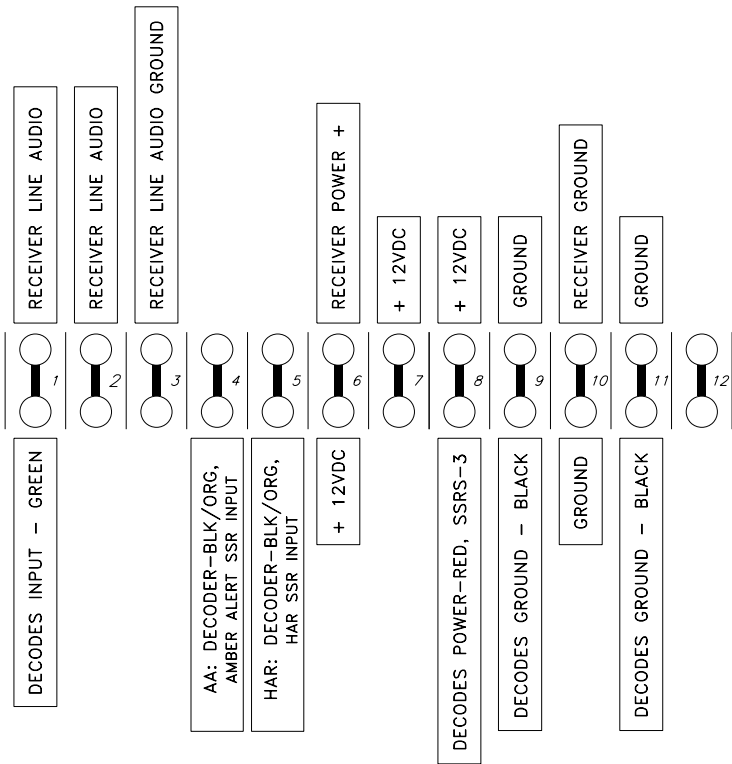 RECEIVER LINE AUDIO
RECEIVER LINE AUDIO
RECEIVER LINE AUDIO GROUND
RECEIVER POWER +
+ 12VDC
+ 12VDC
GROUND
RECEIVER GROUND
GROUND
1
2
3
4
5
6
7
8
9
10
11
12
DECODES INPUT - GREEN
AA: DECODER-BLK/ORG,
AMBER ALERT SSR INPUT
HAR: DECODER-BLK/ORG,
HAR SSR INPUT
+ 12VDC
DECODES POWER-RED, SSRS-3
DECODES GROUND - BLACK
GROUND
DECODES GROUND - BLACK